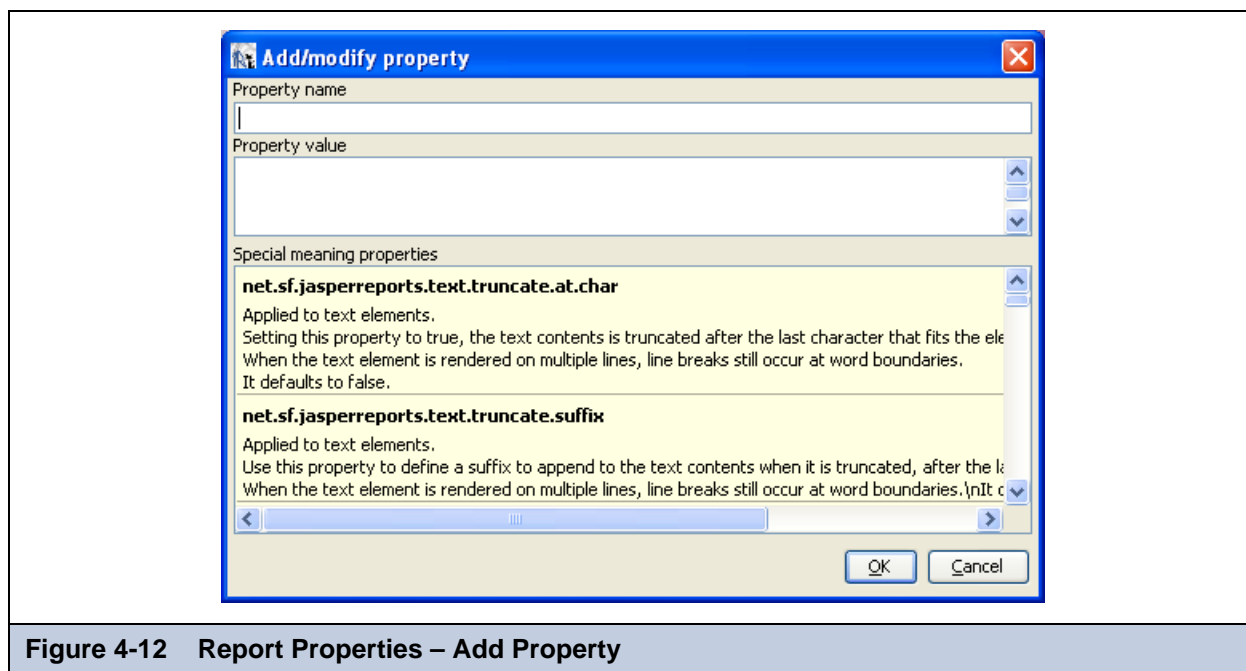 Add/modify property
Property name
Property value
Special meaning properties
net.sf.jasperreports.text.truncate.at.char
Applied to text elements.
Setting this property to true, the text contents is truncated after the last character that fits the ele
When the text element is rendered on multiple lines, line breaks still occur at word boundaries.
It defaults to false.
net.sf.jasperreports.text.truncate.suffix
Applied to text elements.
Use this property to define a suffix to append to the text contents when it is truncated, after the la
When the text element is rendered on multiple lines, line breaks still occur at word boundaries.\nIt d
OK Cancel
Figure 4-12 Report Properties – Add Property